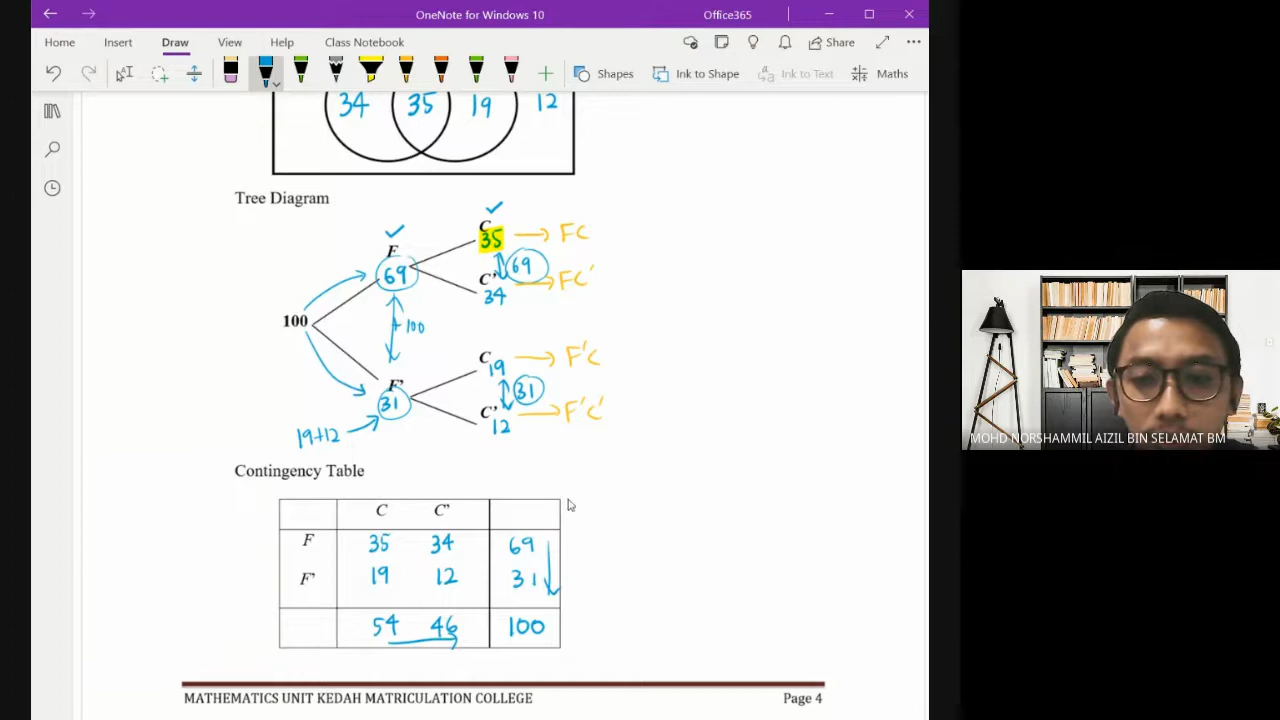 OneNote for Windows 10
Office365
Home Insert Draw View Help Class Notebook
Share
Shapes Ink to Shape Ink to Text Maths
34 35 19 12
Tree Diagram
C
35 → FC
F
69
69
C'
34 → FC'
100
100
C
19 → F'C
F'
31
31
C'
12 → F'C'
19+12
Contingency Table
C C'
F 35 34 69
F' 19 12 31
54 46 100
MATHEMATICS UNIT KEDAH MATRICULATION COLLEGE Page 4
MOHD NORSHAMMIL AIZIL BIN SELAMAT BM